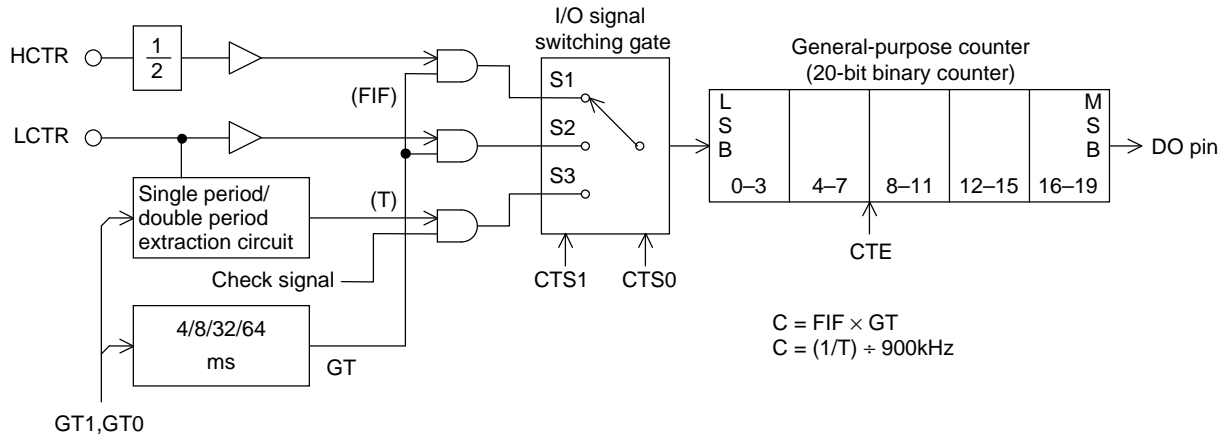 I/O signal
switching gate
HCTR
1
2
(FIF)
LCTR
Single period/
double period
extraction circuit
(T)
Check signal
4/8/32/64
ms
GT
GT1,GT0
S1
S2
S3
CTS1
CTS0
General-purpose counter
(20-bit binary counter)
L
S
B
M
S
B
0–3
4–7
8–11
12–15
16–19
DO pin
CTE
C = FIF × GT
C = (1/T) ÷ 900kHz